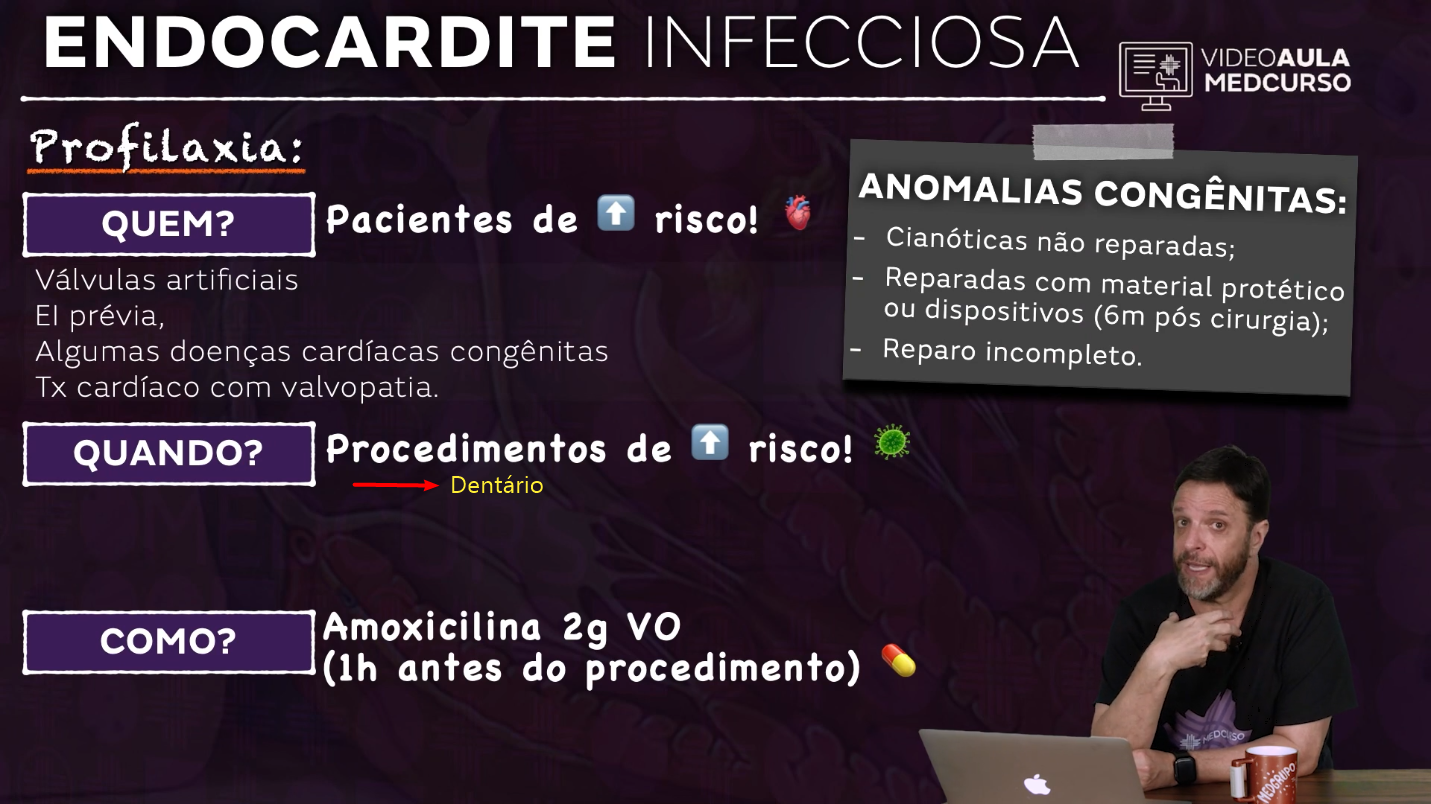 ENDOCARDITE INFECCIOSA
VIDEOAULA
MEDCURSO
Profilaxia:
QUEM?
Pacientes de ⬆️ risco! 🫀
Válvulas artificiais
EI prévia,
Algumas doenças cardíacas congênitas
Tx cardíaco com valvopatia.
ANOMALIAS CONGÊNITAS:
- Cianóticas não reparadas;
- Reparadas com material protético
ou dispositivos (6m pós cirurgia);
- Reparo incompleto.
QUANDO?
Procedimentos de ⬆️ risco! 🦠
Dentário
COMO?
Amoxicilina 2g VO
(1h antes do procedimento) 💊
MEDCURSO
MEDGRUPO